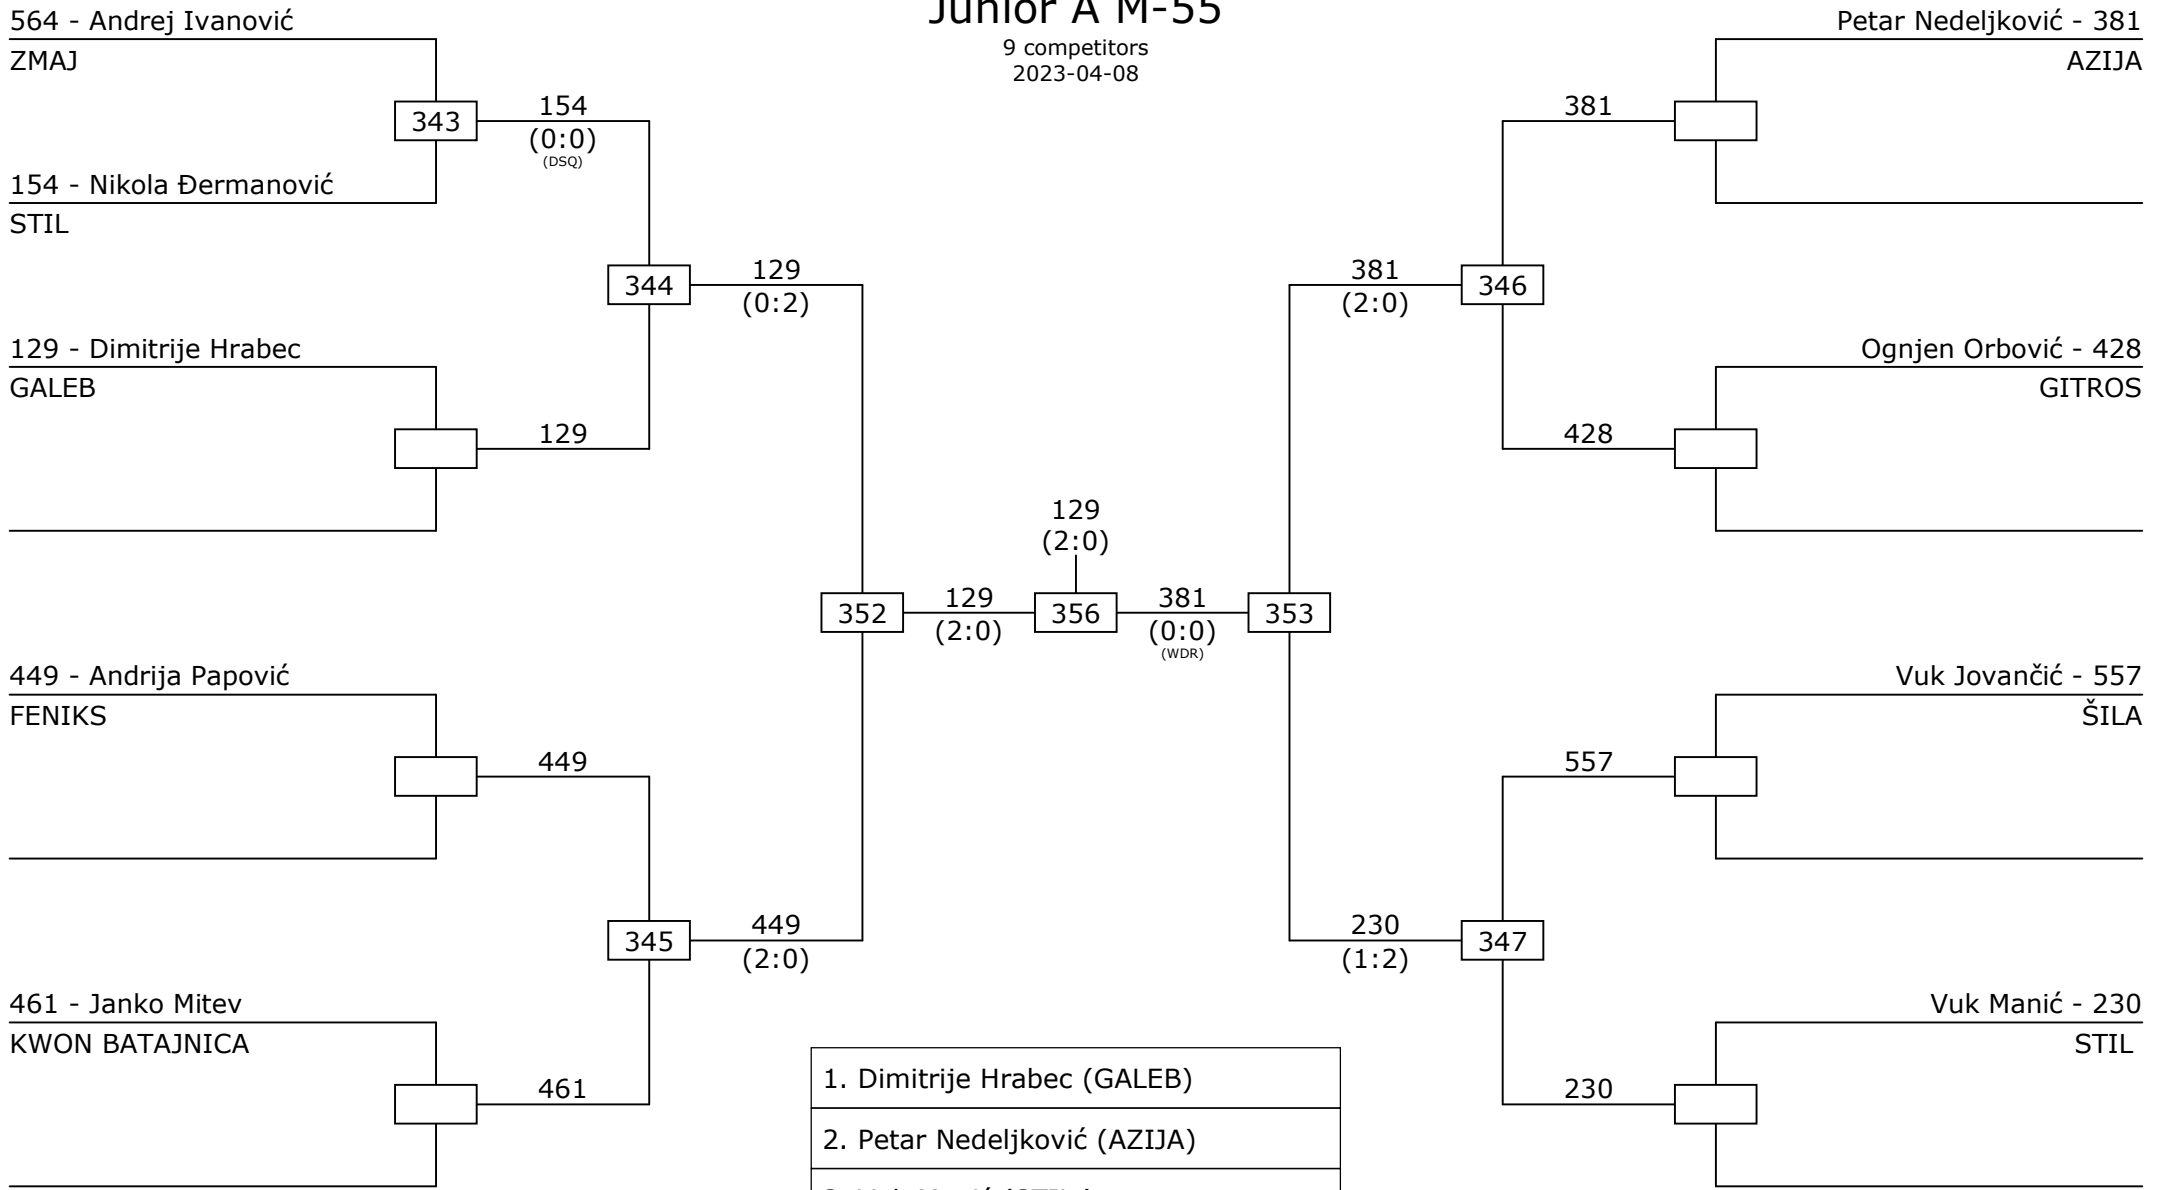 Junior A M-55
9 competitors
2023-04-08
564 - Andrej Ivanović
ZMAJ
343
154
(0:0)
(DSQ)
154 - Nikola Đermanović
STIL
344
129
(0:2)
129 - Dimitrije Hrabec
GALEB
129
449 - Andrija Papović
FENIKS
449
345
449
(2:0)
461 - Janko Mitev
KWON BATAJNICA
461
352
129
(2:0)
129
(2:0)
356
381
(0:0)
(WDR)
353
Petar Nedeljković - 381
AZIJA
381
381
(2:0)
346
Ognjen Orbović - 428
GITROS
428
Vuk Jovančić - 557
ŠILA
557
230
(1:2)
347
Vuk Manić - 230
STIL
230
1. Dimitrije Hrabec (GALEB)
2. Petar Nedeljković (AZIJA)